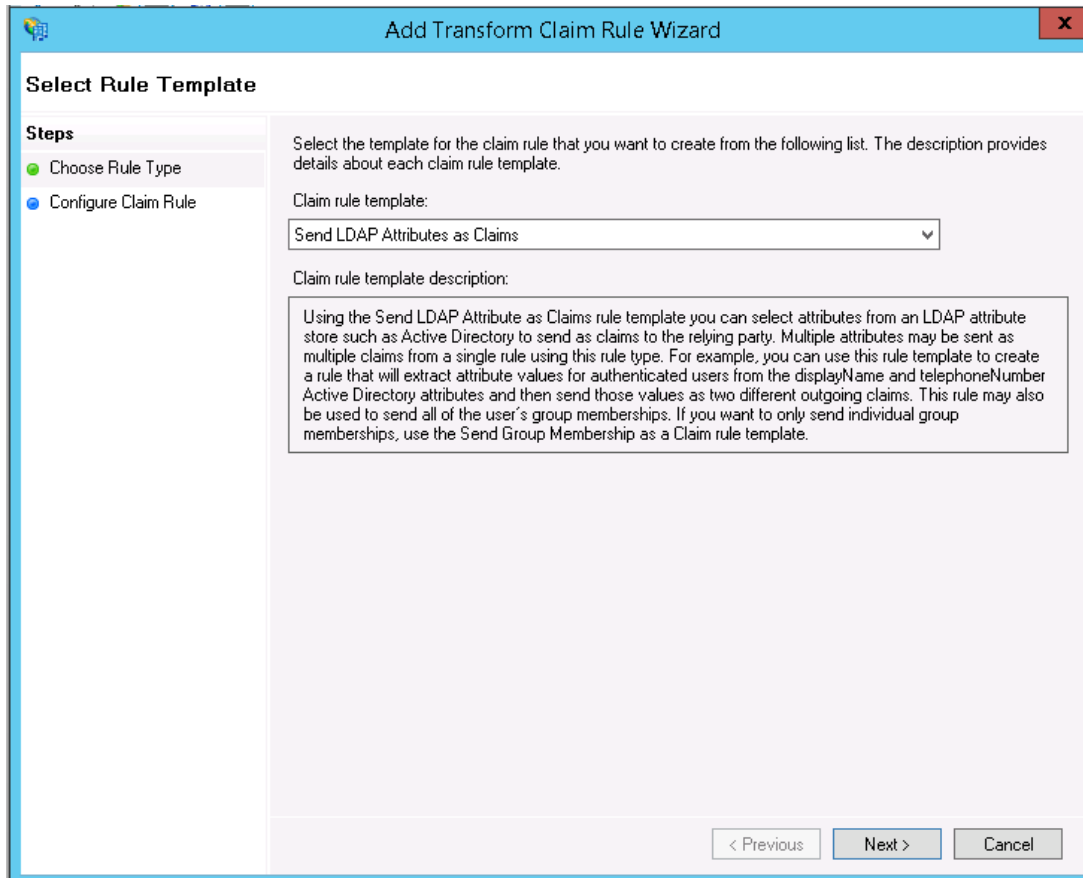 Add Transform Claim Rule Wizard
x
Select Rule Template
Steps
Choose Rule Type
Configure Claim Rule
Select the template for the claim rule that you want to create from the following list. The description provides
details about each claim rule template.
Claim rule template:
Send LDAP Attributes as Claims
Claim rule template description:
Using the Send LDAP Attribute as Claims rule template you can select attributes from an LDAP attribute
store such as Active Directory to send as claims to the relying party. Multiple attributes may be sent as
multiple claims from a single rule using this rule type. For example, you can use this rule template to create
a rule that will extract attribute values for authenticated users from the displayName and telephoneNumber
Active Directory attributes and then send those values as two different outgoing claims. This rule may also
be used to send all of the user's group memberships. If you want to only send individual group
memberships, use the Send Group Membership as a Claim rule template.
< Previous
Next >
Cancel